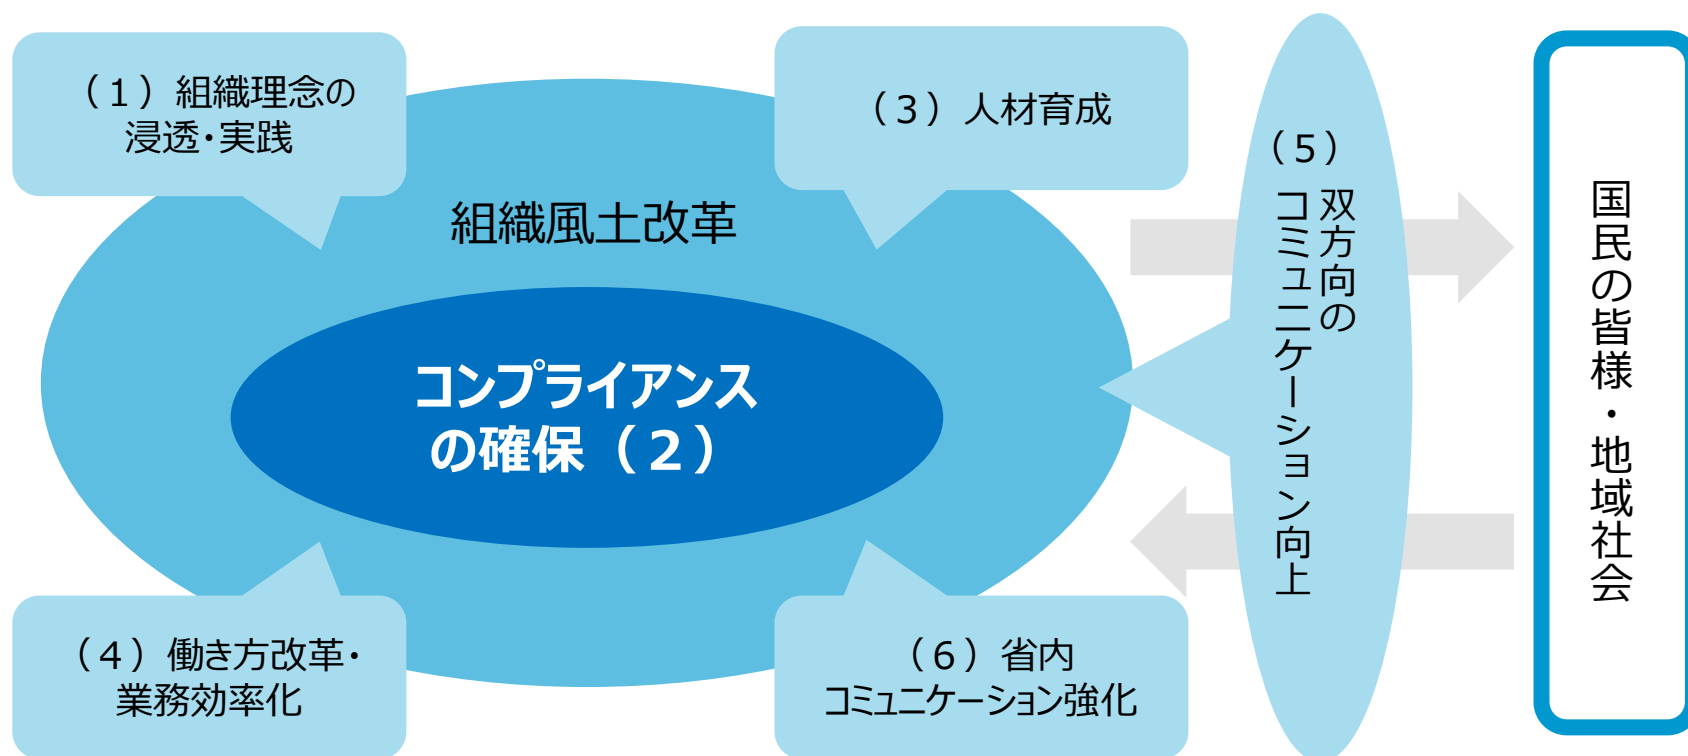 （１）組織理念の
浸透・実践
（３）人材育成
組織風土改革
コンプライアンス
の確保（２）
（４）働き方改革・
業務効率化
（６）省内
コミュニケーション強化
（５）
双方向の
コミュニケーション向上
国民の皆様・地域社会